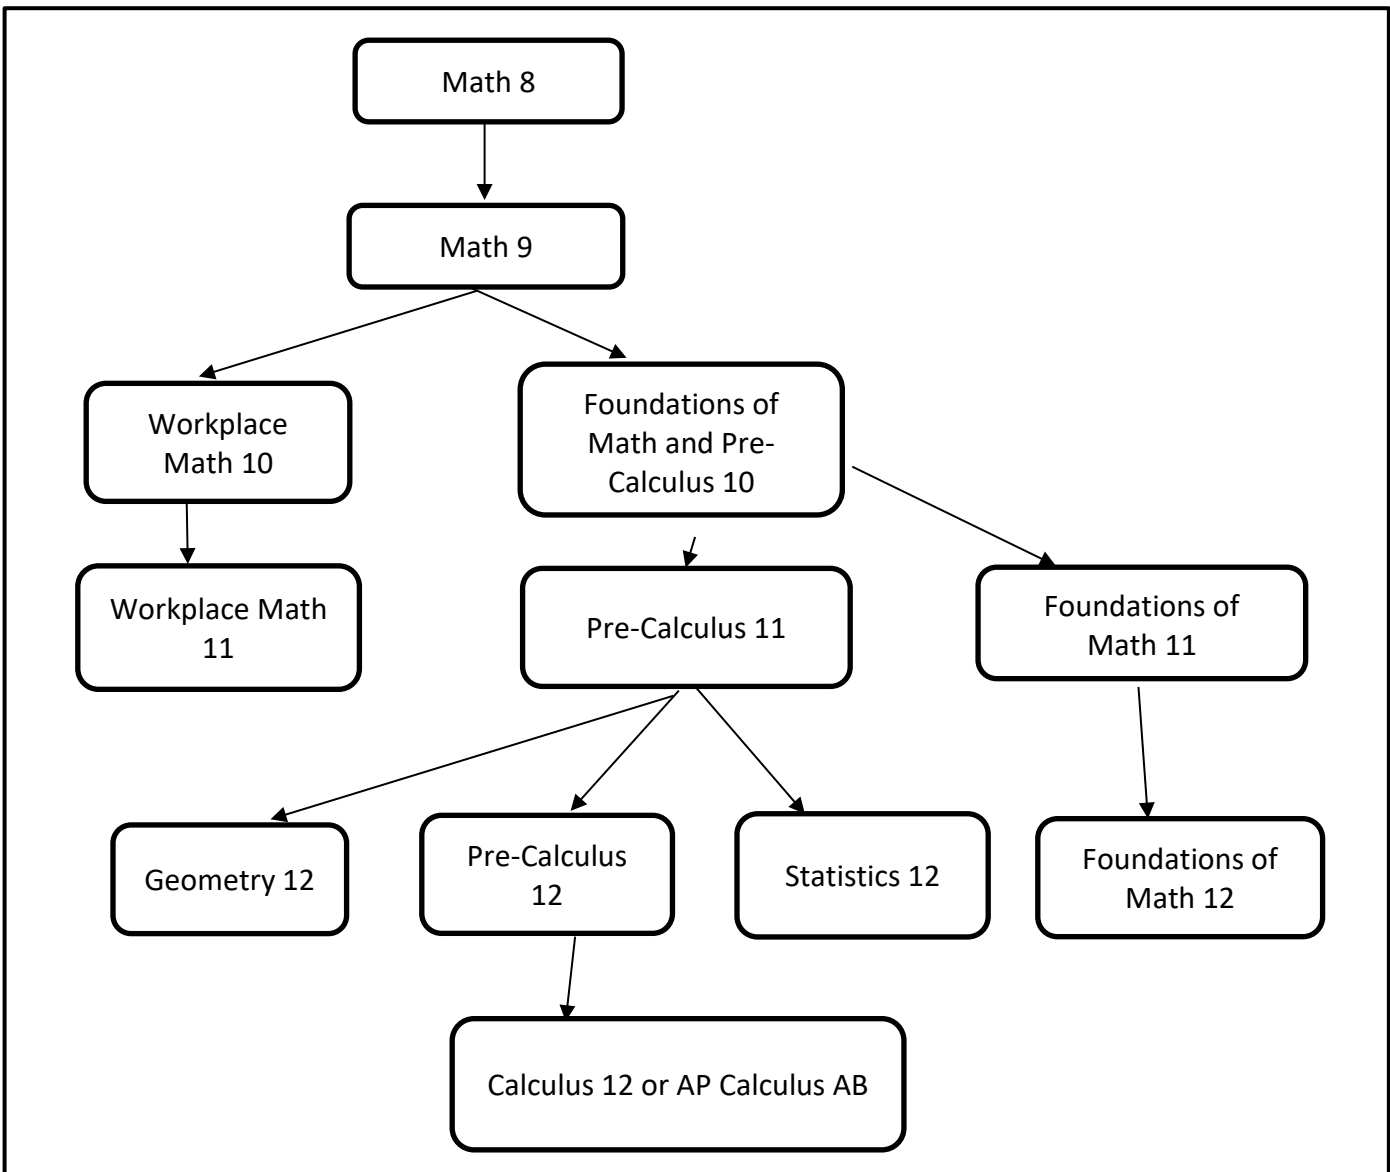 Math 8
Math 9
Workplace
Math 10
Foundations of
Math and Pre-
Calculus 10
Workplace Math
11
Pre-Calculus 11
Foundations of
Math 11
Geometry 12
Pre-Calculus
12
Statistics 12
Foundations of
Math 12
Calculus 12 or AP Calculus AB